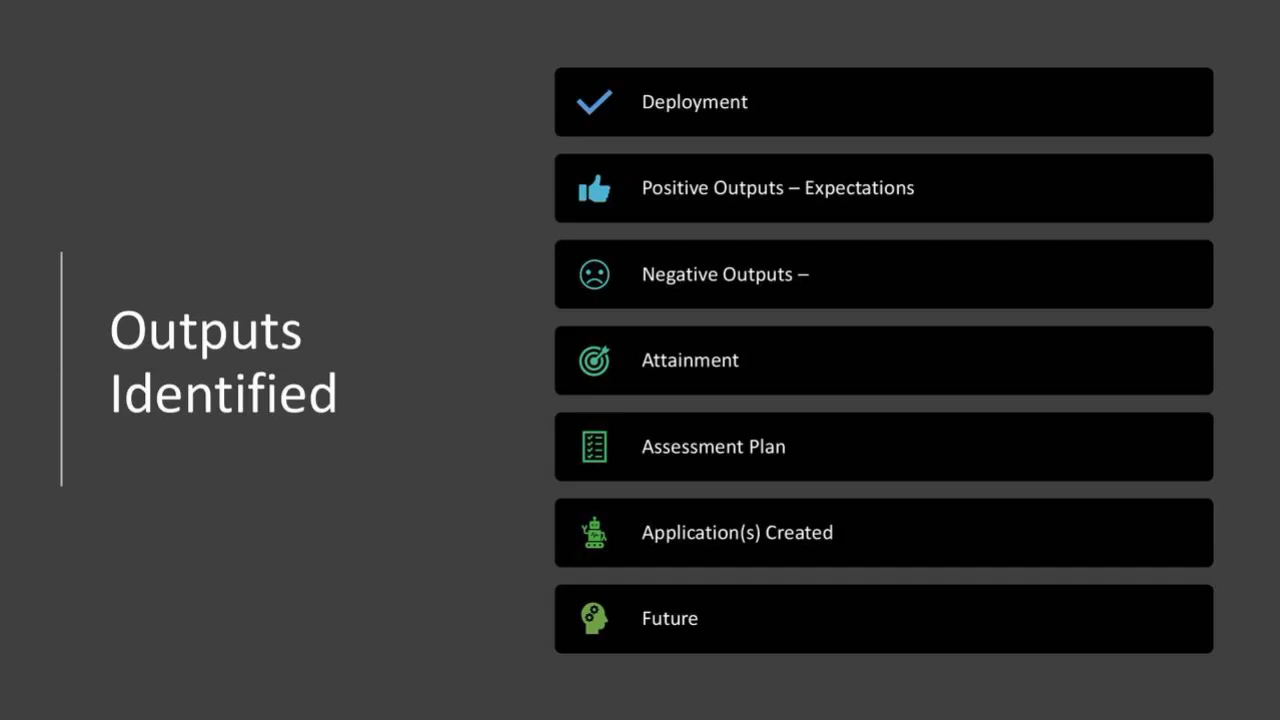 Outputs
Identified
Deployment
Positive Outputs – Expectations
Negative Outputs –
Attainment
Assessment Plan
Application(s) Created
Future